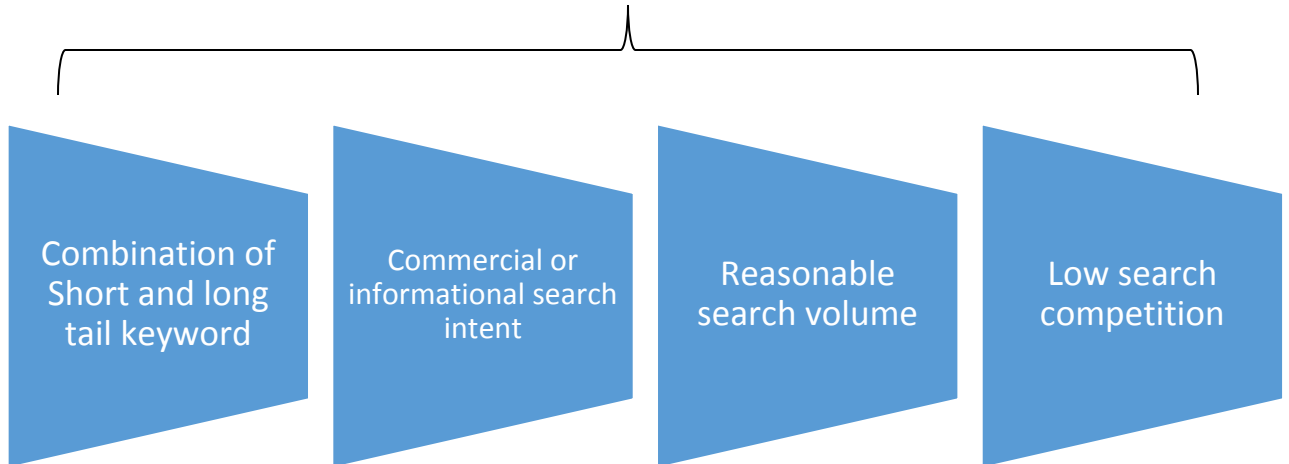 Combination of
Short and long
tail keyword
Commercial or
informational search
intent
Reasonable
search volume
Low search
competition